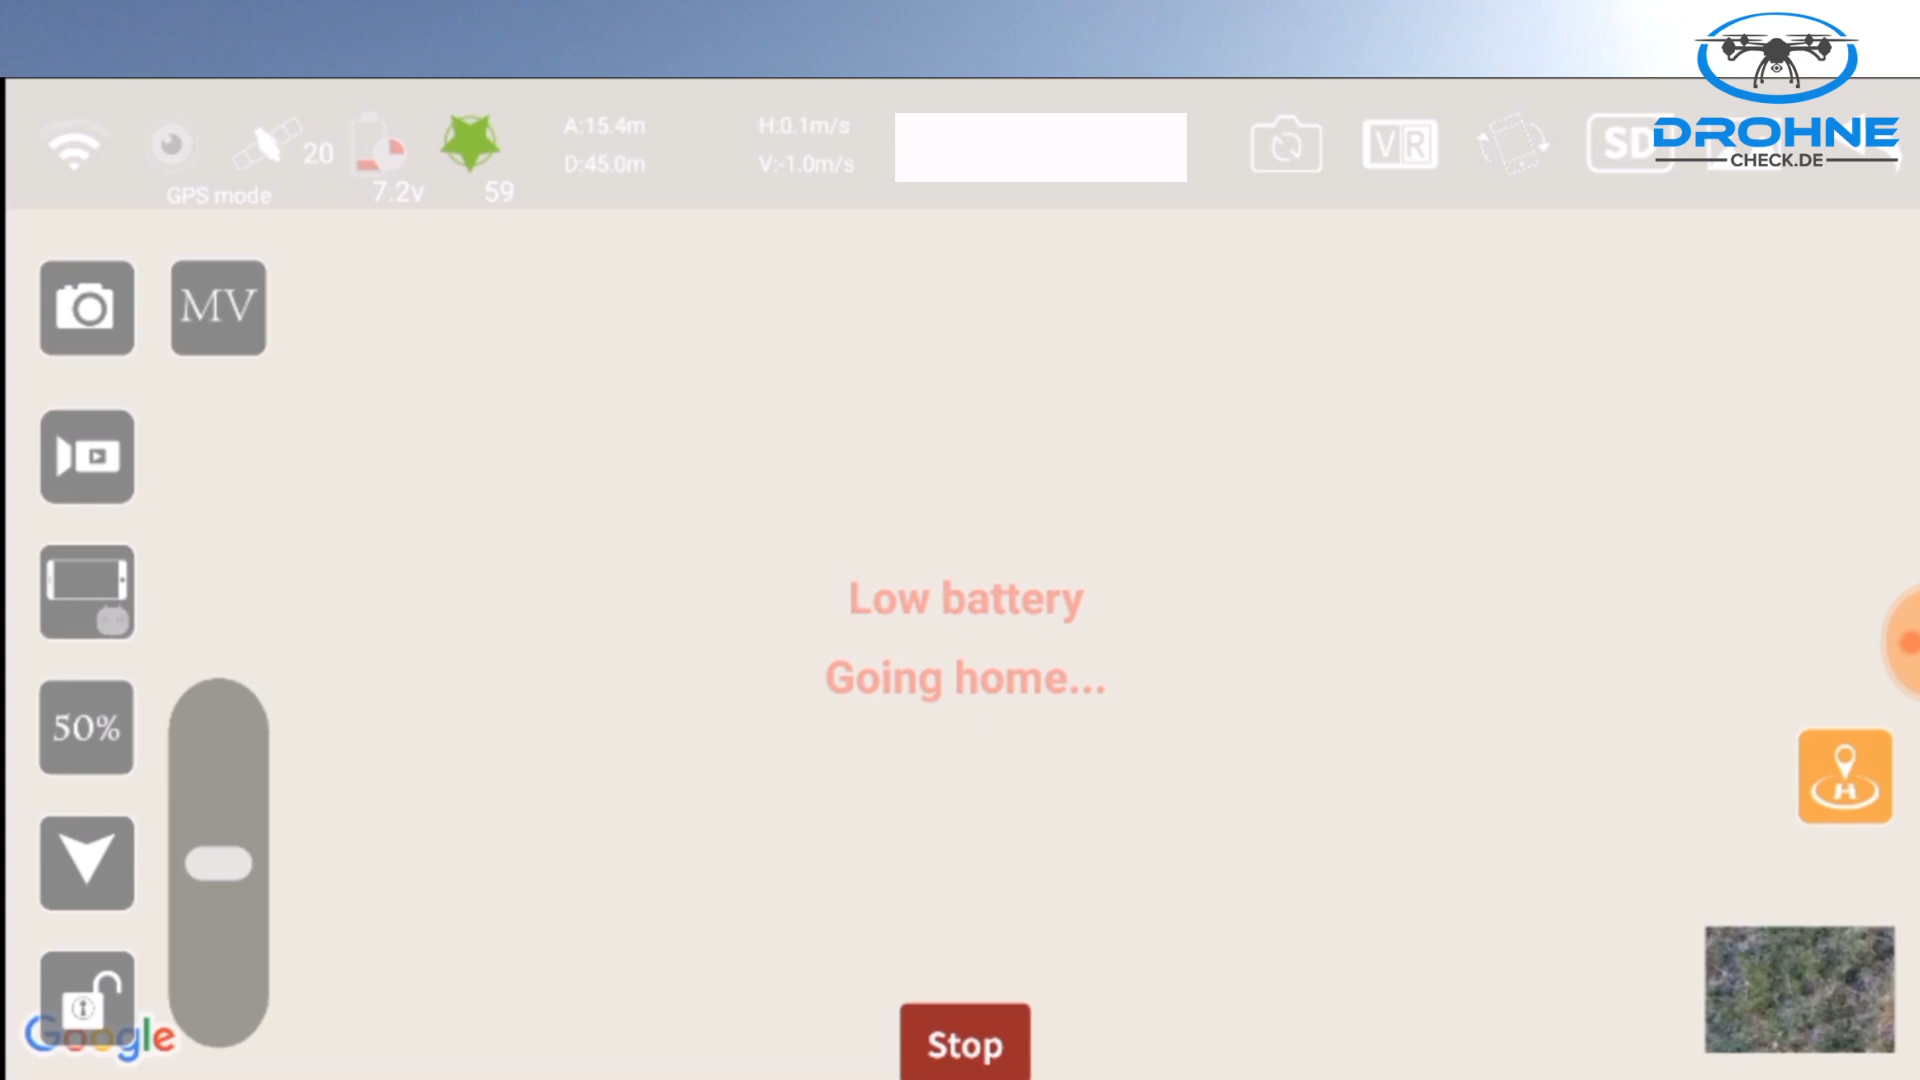 DROHNE
CHECK.DE
20
GPS mode
7.2v
59
A:15.4m
D:45.0m
H:0.1m/s
V:-1.0m/s
VR
SD
MV
50%
Low battery
Going home...
H
Stop
Google